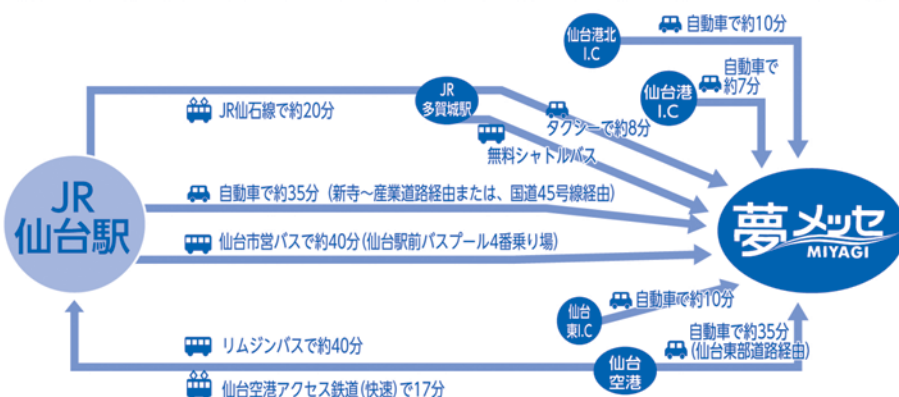 仙台港北
I.C
自動車で約10分
仙台港
I.C
自動車で
約7分
JR仙石線で約20分
JR
多賀城駅
タクシーで約8分
無料シャトルバス
JR
仙台駅
自動車で約35分（新寺～産業道路経由または、国道45号線経由）
仙台市営バスで約40分（仙台駅前バスプール4番乗り場）
夢メッセ
MIYAGI
仙台
東I.C
自動車で約10分
リムジンバスで約40分
仙台空港アクセス鉄道（快速）で17分
仙台
空港
自動車で約35分
（仙台東部道路経由）